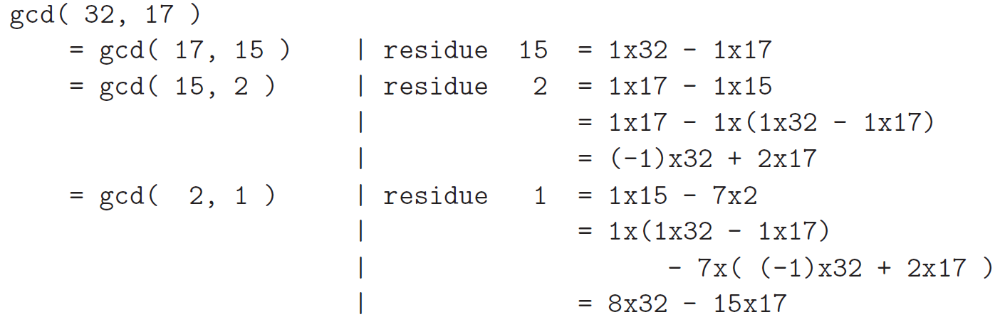 gcd( 32, 17 )
= gcd( 17, 15 ) | residue 15 = 1x32 - 1x17
= gcd( 15, 2 ) | residue 2 = 1x17 - 1x15
| = 1x17 - 1x(1x32 - 1x17)
| = (-1)x32 + 2x17
= gcd( 2, 1 ) | residue 1 = 1x15 - 7x2
| = 1x(1x32 - 1x17)
| - 7x( (-1)x32 + 2x17 )
| = 8x32 - 15x17